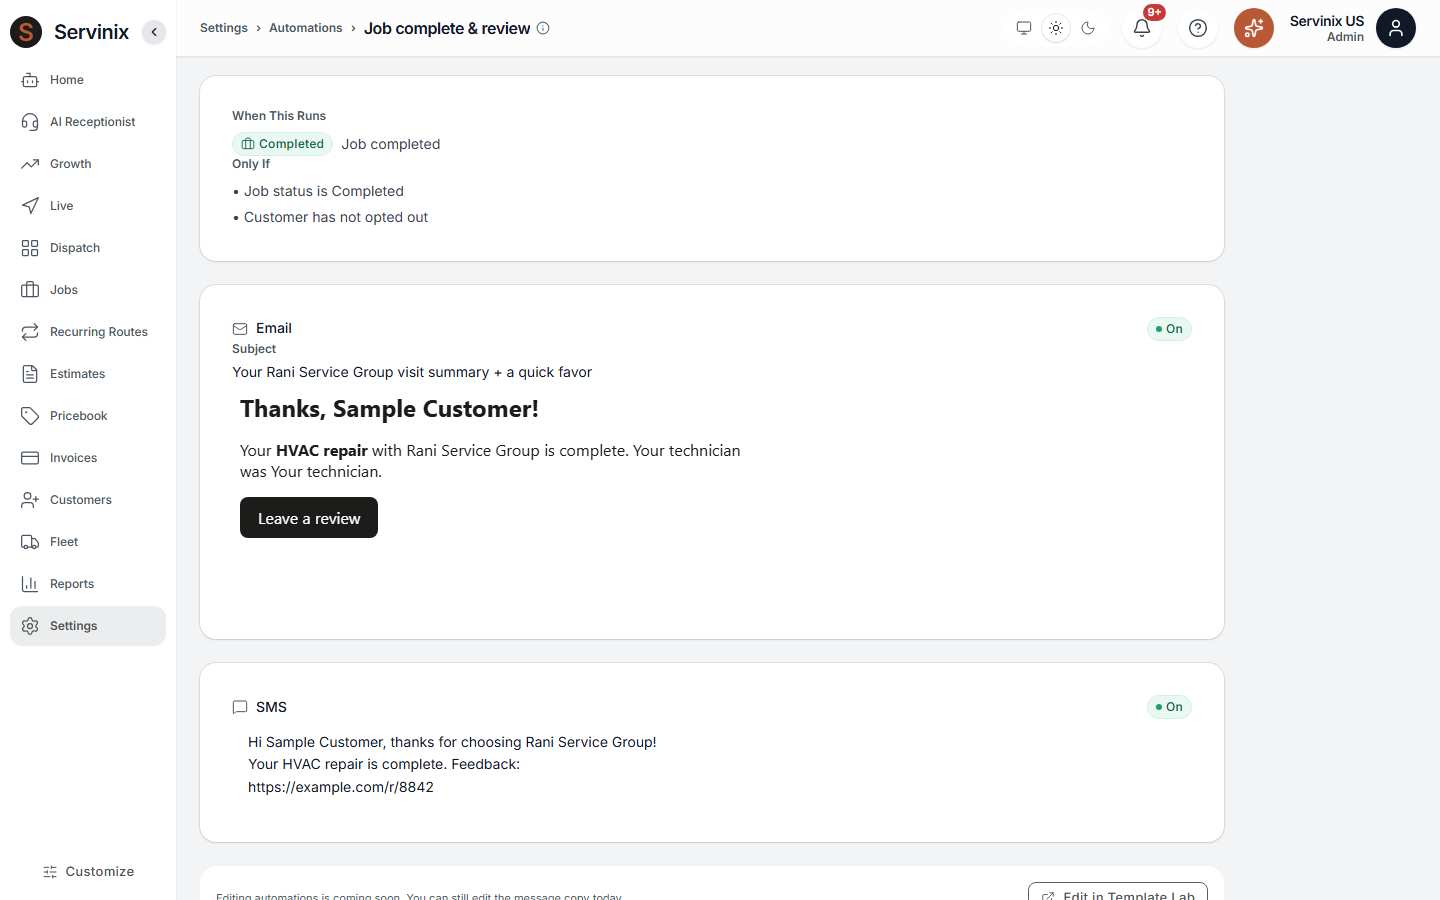 Servinix
Settings > Automations > Job complete & review
9+
Servinix US
Admin
Home
AI Receptionist
Growth
Live
Dispatch
Jobs
Recurring Routes
Estimates
Pricebook
Invoices
Customers
Fleet
Reports
Settings
Customize
When This Runs
Completed Job completed
Only If
• Job status is Completed
• Customer has not opted out
Email
On
Subject
Your Rani Service Group visit summary + a quick favor
Thanks, Sample Customer!
Your HVAC repair with Rani Service Group is complete. Your technician
was Your technician.
Leave a review
SMS
On
Hi Sample Customer, thanks for choosing Rani Service Group!
Your HVAC repair is complete. Feedback:
https://example.com/r/8842
Editing automations is coming soon. You can still edit the message copy today.
Edit in Template Lab